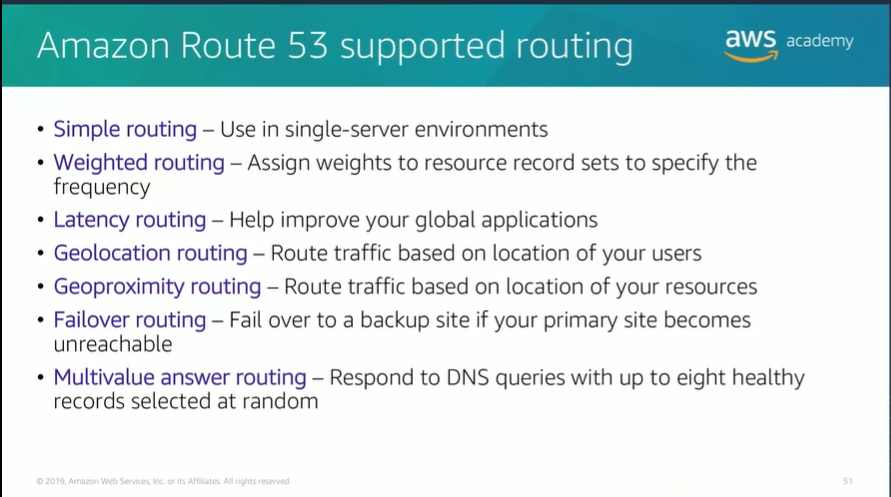 Amazon Route 53 supported routing
aws academy
• Simple routing – Use in single-server environments
• Weighted routing – Assign weights to resource record sets to specify the
frequency
• Latency routing – Help improve your global applications
• Geolocation routing – Route traffic based on location of your users
• Geoproximity routing – Route traffic based on location of your resources
• Failover routing – Fail over to a backup site if your primary site becomes
unreachable
• Multivalue answer routing – Respond to DNS queries with up to eight healthy
records selected at random
© 2019, Amazon Web Services, Inc. or its Affiliates. All rights reserved.
51